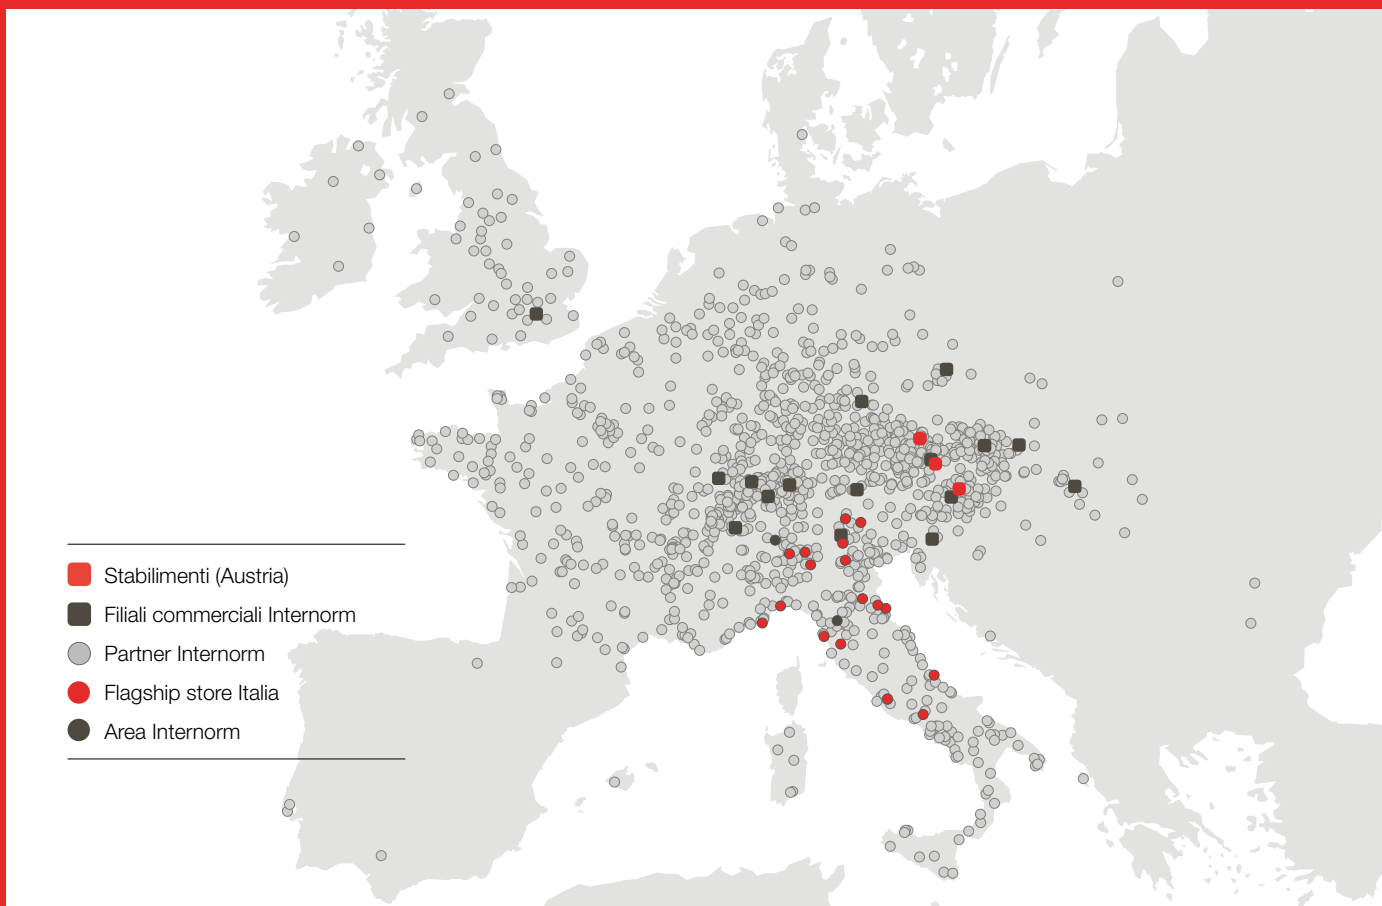 Stabilimenti (Austria)
Filiali commerciali Internorm
Partner Internorm
Flagship store Italia
Area Internorm